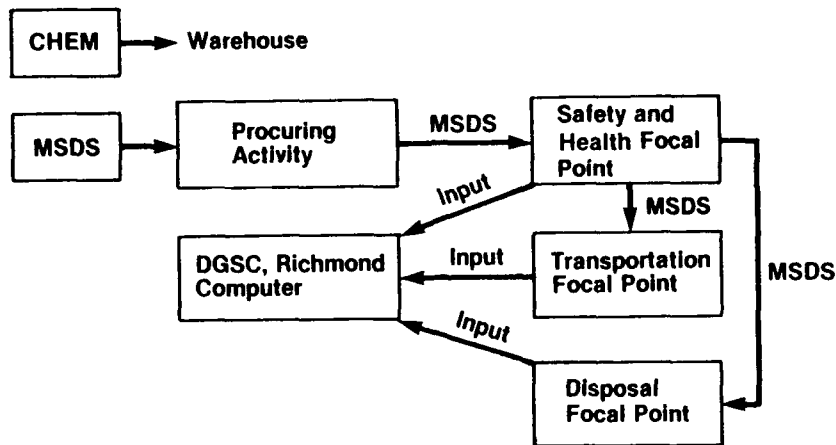 CHEM
Warehouse
MSDS
Procuring
Activity
MSDS
Safety and
Health Focal
Point
Input
MSDS
DGSC, Richmond
Computer
Input
Transportation
Focal Point
MSDS
Input
Disposal
Focal Point